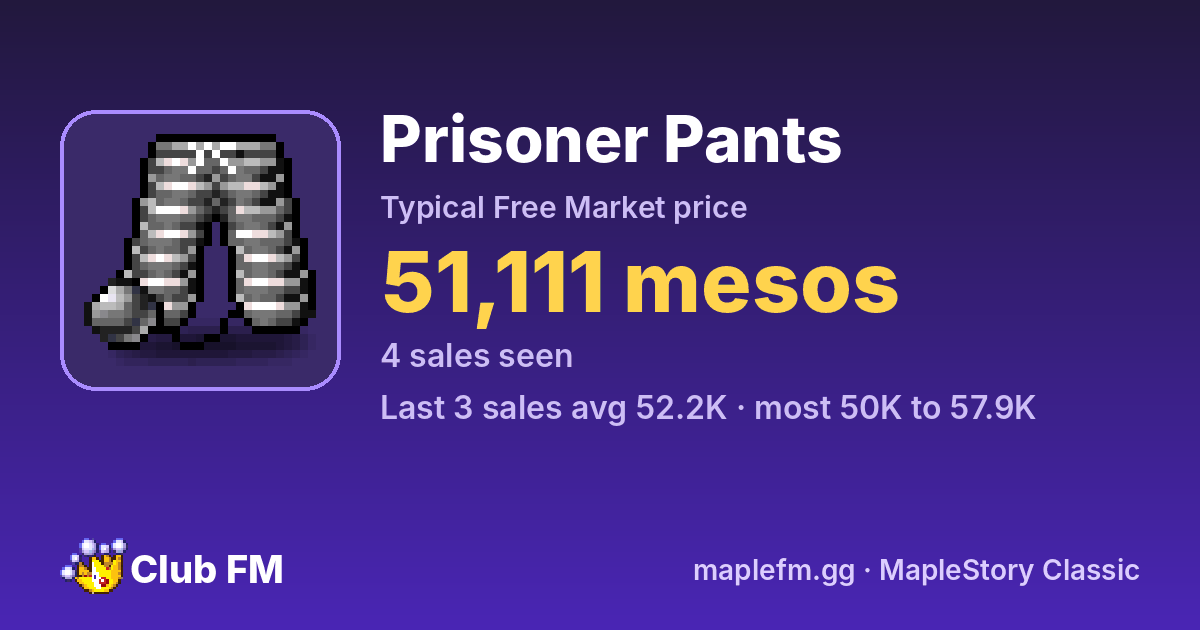 Prisoner Pants
Typical Free Market price
51,111 mesos
4 sales seen
Last 3 sales avg 52.2K · most 50K to 57.9K
Club FM
maplefm.gg · MapleStory Classic